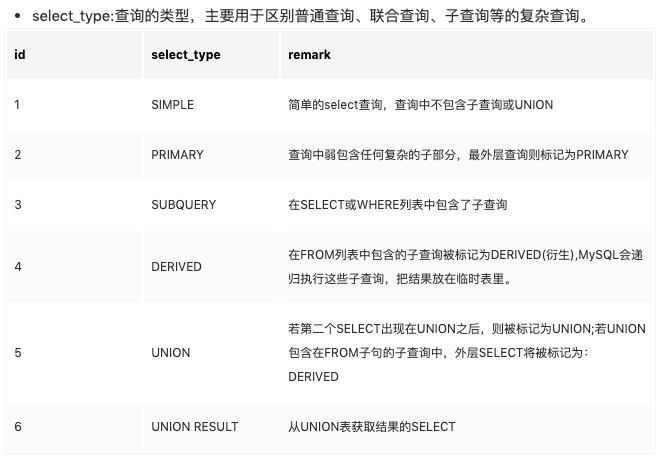 • select_type:查询的类型，主要用于区别普通查询、联合查询、子查询等的复杂查询。
id select_type remark
1 SIMPLE 简单的select查询，查询中不包含子查询或UNION
2 PRIMARY 查询中弱包含任何复杂的子部分，最外层查询则标记为PRIMARY
3 SUBQUERY 在SELECT或WHERE列表中包含了子查询
4 DERIVED 在FROM列表中包含的子查询被标记为DERIVED(衍生),MySQL会递
归执行这些子查询，把结果放在临时表里。
5 UNION 若第二个SELECT出现在UNION之后，则被标记为UNION;若UNION
包含在FROM子句的子查询中，外层SELECT将被标记为：
DERIVED
6 UNION RESULT 从UNION表获取结果的SELECT